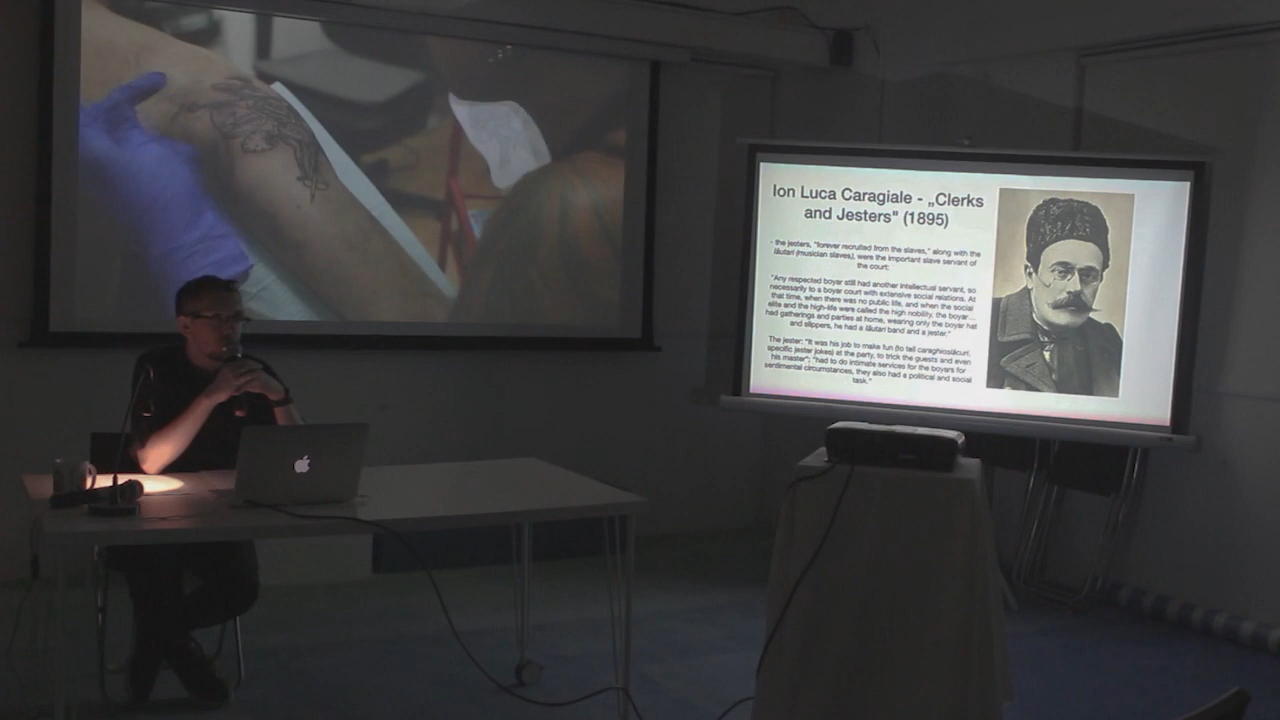 Ion Luca Caragiale - „Clerks
and Jesters" (1895)
- the jesters, "forever recruited from the slaves," along with the
lăutari (musician slaves), were the important slave servant of
the court;
"Any respected boyar still had another intellectual servant, so
necessarily to a boyar court with extensive social relations. At
that time, when there was no public life, and when the social
elite and the high-life were called the high nobility, the boyar...
had gatherings and parties at home, wearing only the boyar hat
and slippers, he had a lăutari band and a jester."
The jester: "It was his job to make fun (to tell caraghioslâcuri,
specific jester jokes) at the party, to trick the guests and even
his master"; "had to do intimate services for the boyars for
sentimental circumstances, they also had a political and social
task."